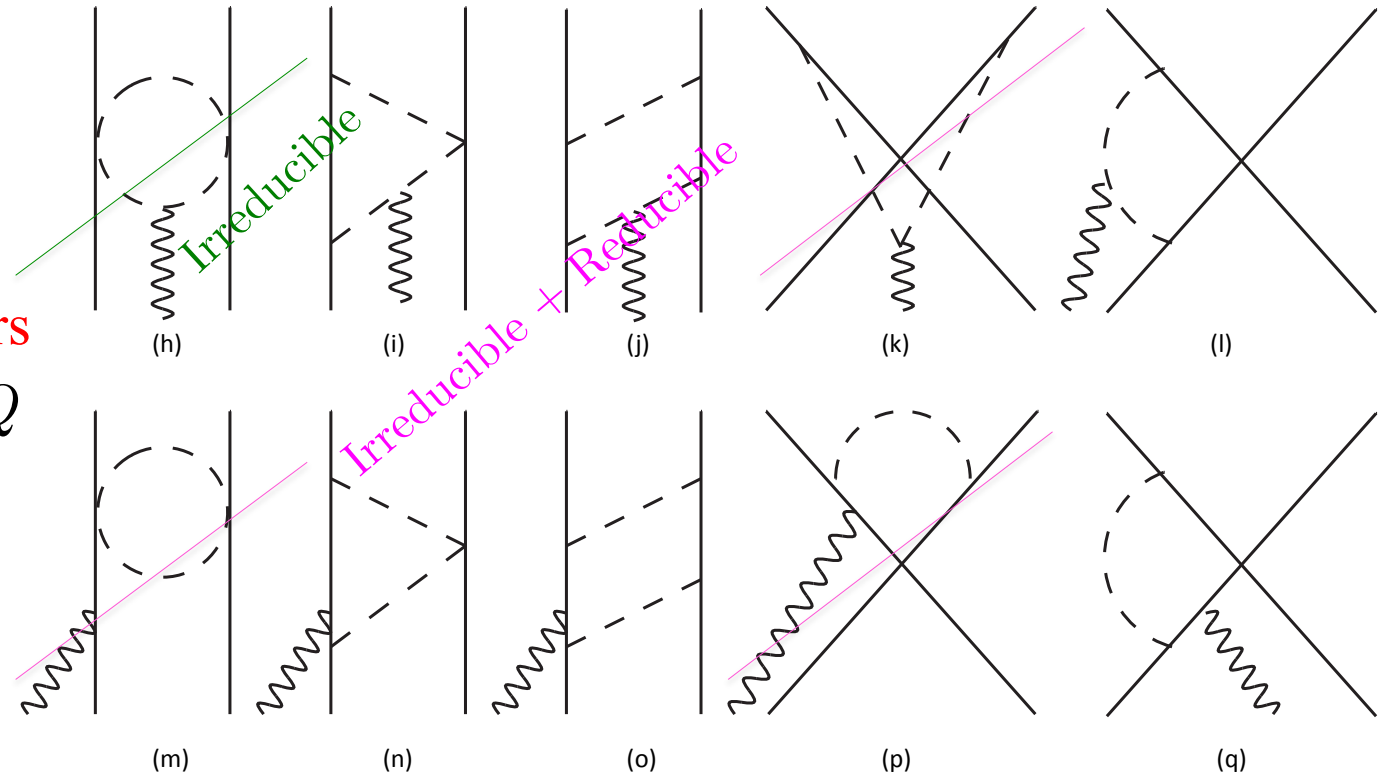 Irreducible
Irreducible + Reducible
rs
Q
(h)
(i)
(j)
(k)
(l)
(m)
(n)
(o)
(p)
(q)